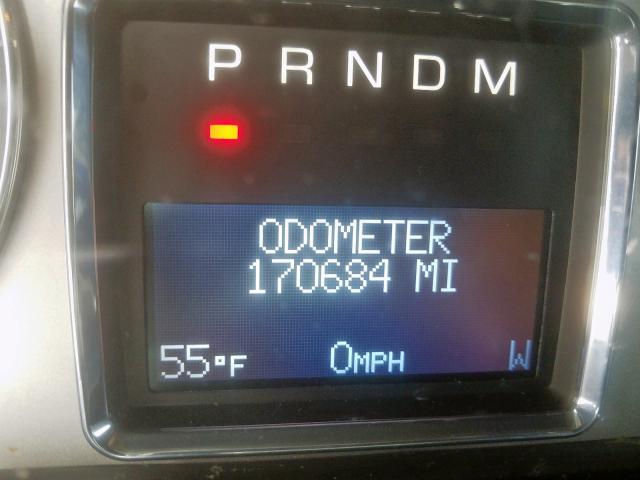 P R N D M
ODOMETER
170684 MI
55°F 0MPH W